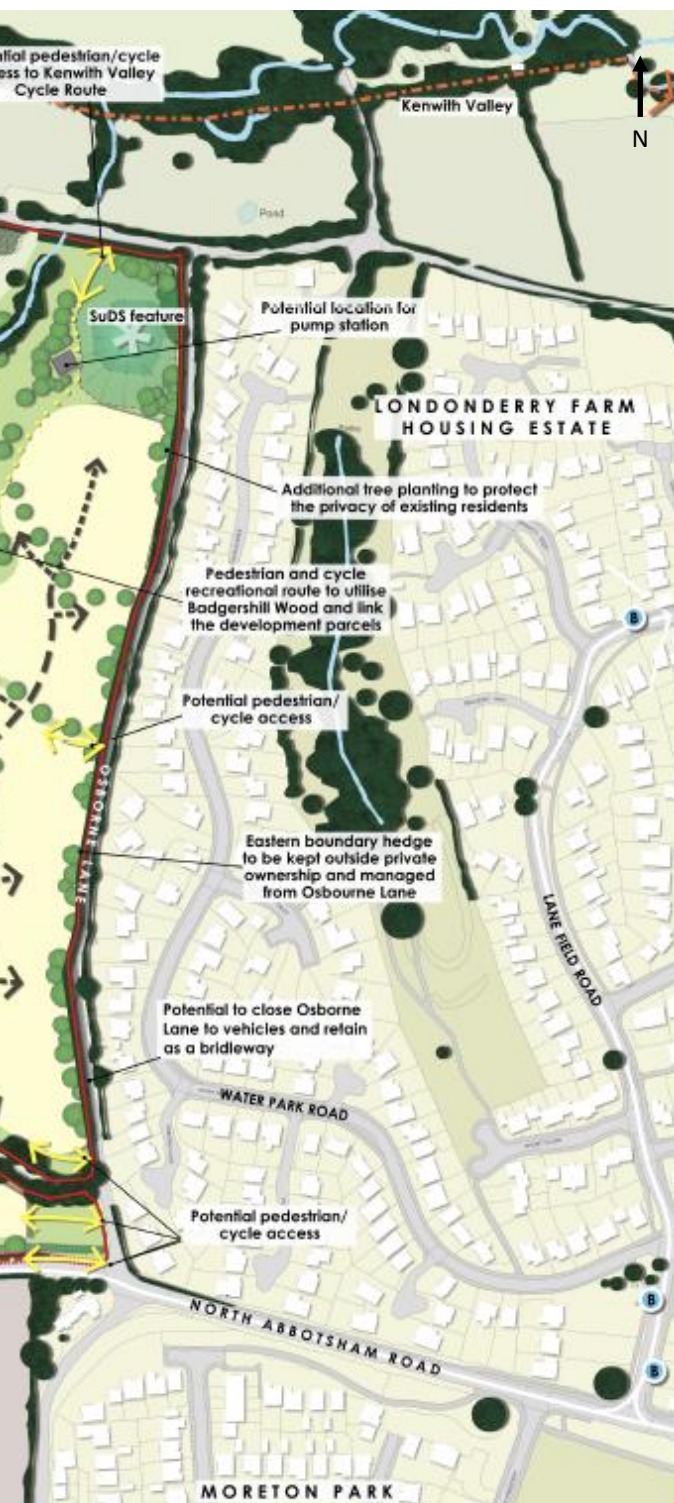 ntial pedestrian/cycle
ess to Kenwith Valley
Cycle Route
Kenwith Valley
N
Pond
SuDS feature
Potential location for
pump station
LONDONDERRY FARM
HOUSING ESTATE
Additional tree planting to protect
the privacy of existing residents
Pedestrian and cycle
recreational route to utilise
Badgershill Wood and link
the development parcels
B
Potential pedestrian/
cycle access
OSBORNE LANE
Eastern boundary hedge
to be kept outside private
ownership and managed
from Osbourne Lane
LANE FIELD ROAD
Potential to close Osborne
Lane to vehicles and retain
as a bridleway
WATER PARK ROAD
Potential pedestrian/
cycle access
B
NORTH ABBOTSHAM ROAD
B
MORETON PARK